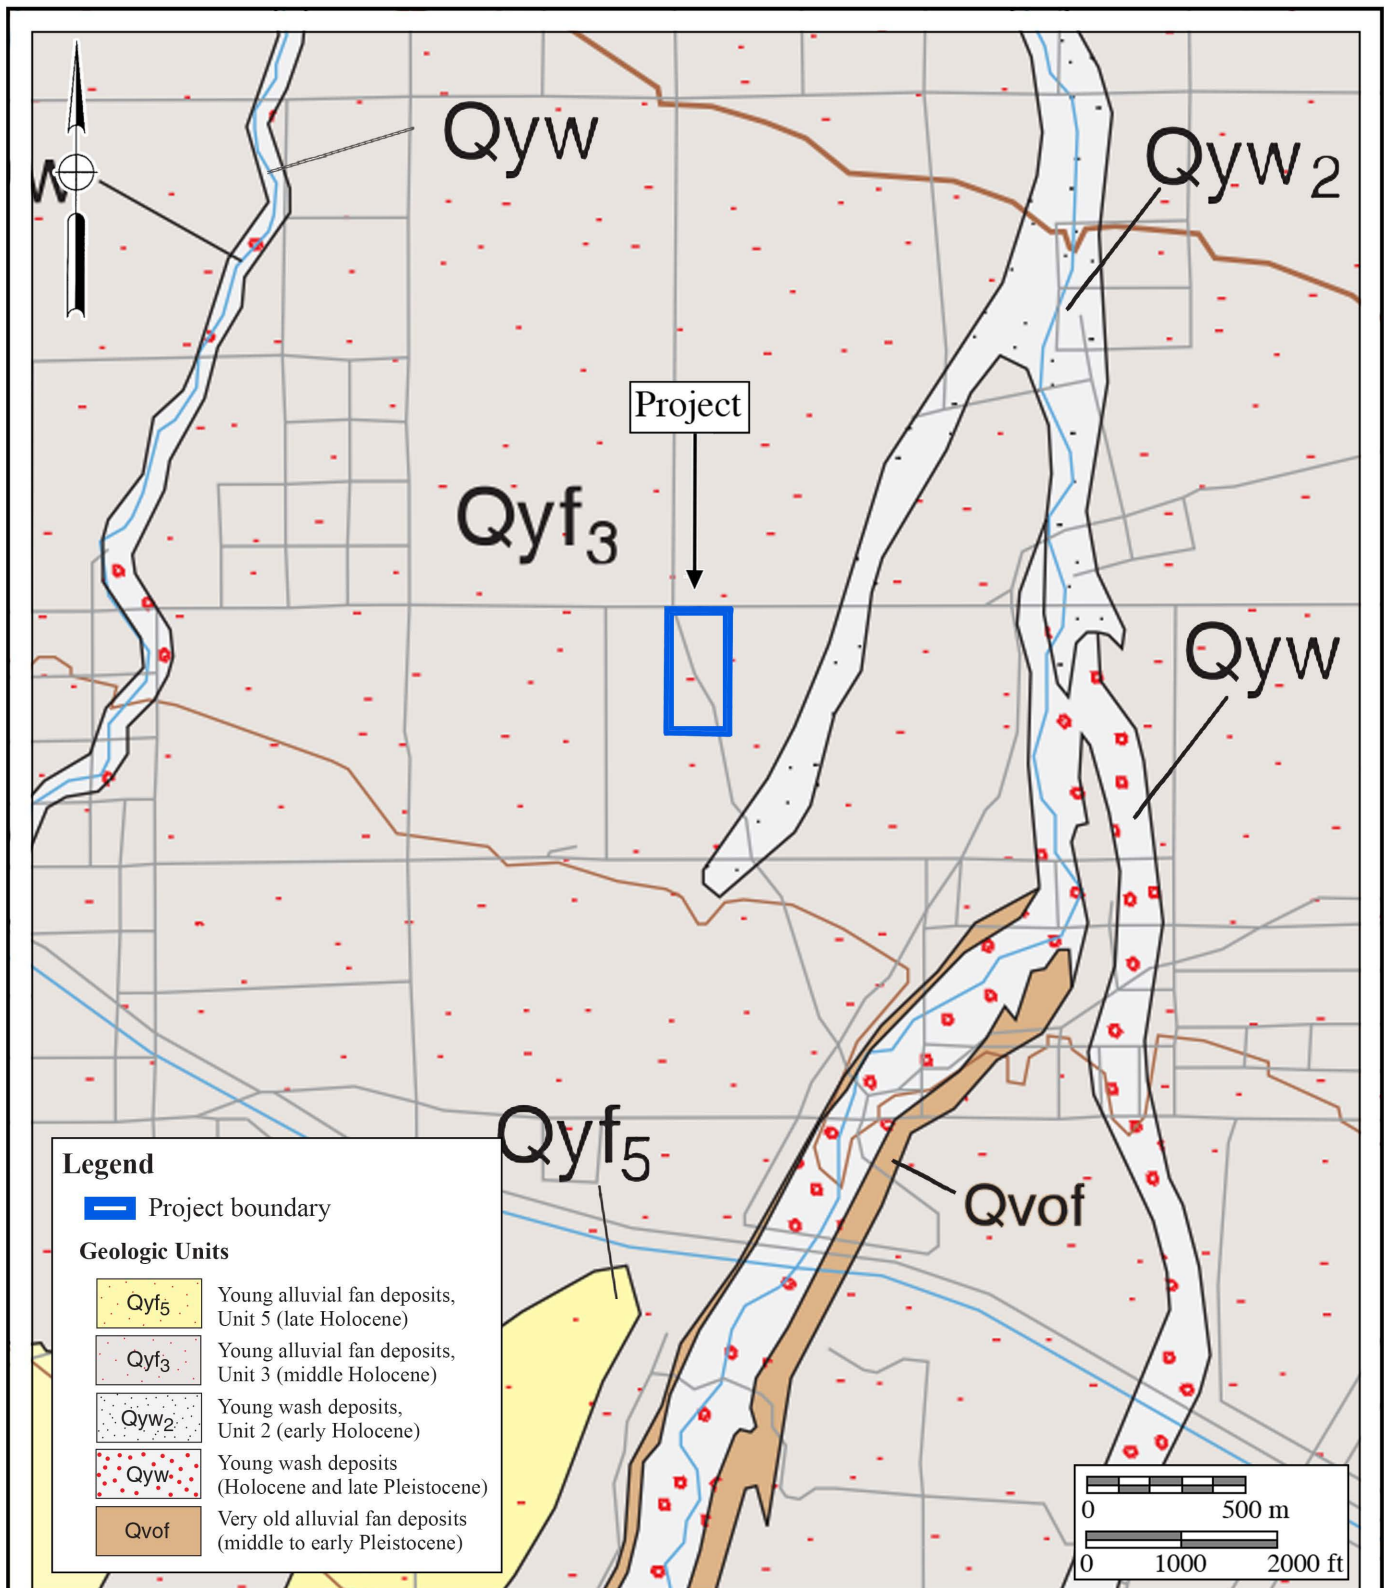 Qyw
Qyw2
w
Project
Qyf3
Qyw
Qyf5
Qvof
Legend
Project boundary
Geologic Units
Qyf5
Young alluvial fan deposits,
Unit 5 (late Holocene)
Qyf3
Young alluvial fan deposits,
Unit 3 (middle Holocene)
Qyw2
Young wash deposits,
Unit 2 (early Holocene)
Qyw
Young wash deposits
(Holocene and late Pleistocene)
Qvof
Very old alluvial fan deposits
(middle to early Pleistocene)
0 500 m
0 1000 2000 ft